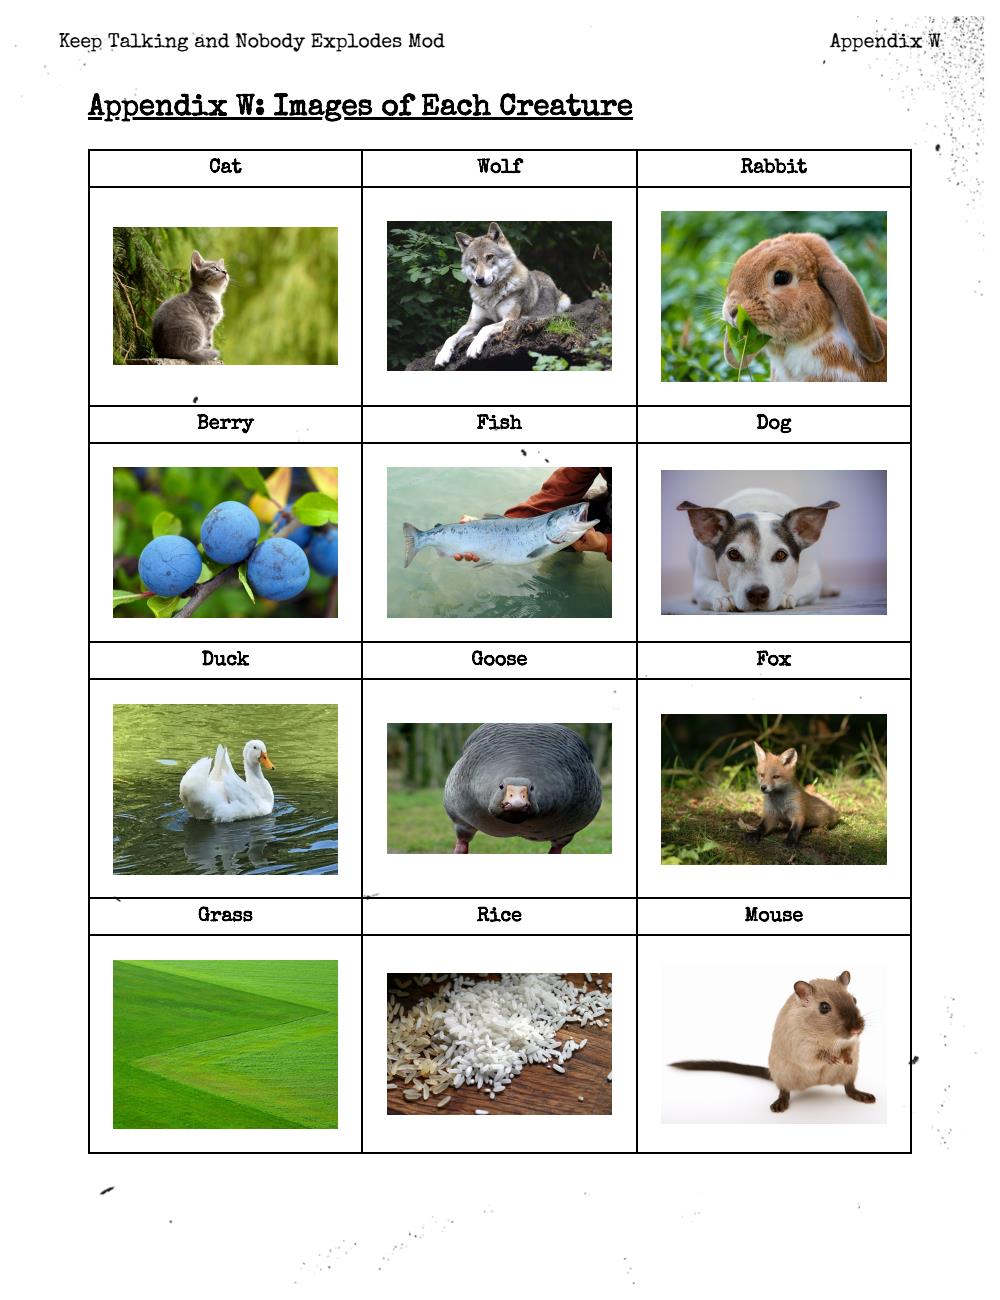 Keep Talking and Nobody Explodes Mod
Appendix W
Appendix W: Images of Each Creature
Cat
Wolf
Rabbit
Berry
Fish
Dog
Duck
Goose
Fox
Grass
Rice
Mouse